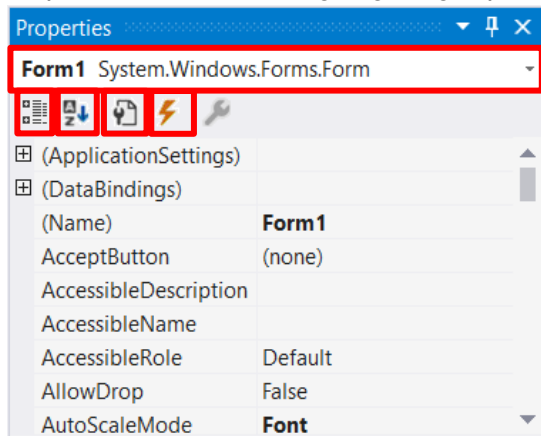 Properties
Form1 System.Windows.Forms.Form
A
Z
(ApplicationSettings)
(DataBindings)
(Name) Form1
AcceptButton (none)
AccessibleDescription
AccessibleName
AccessibleRole Default
AllowDrop False
AutoScaleMode Font